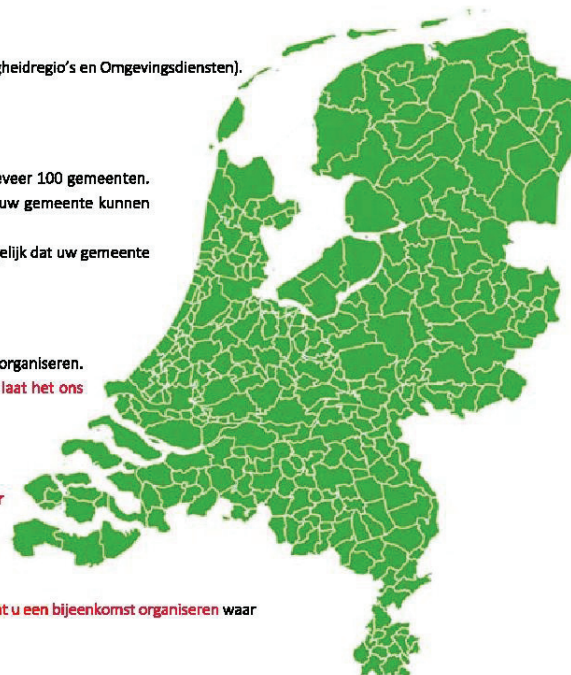 gheidregio's en Omgevingsdiensten).
eveer 100 gemeenten.
uw gemeente kunnen
elijk dat uw gemeente
organiseren.
laat het ons
r
at u een bijeenkomst organiseren waar